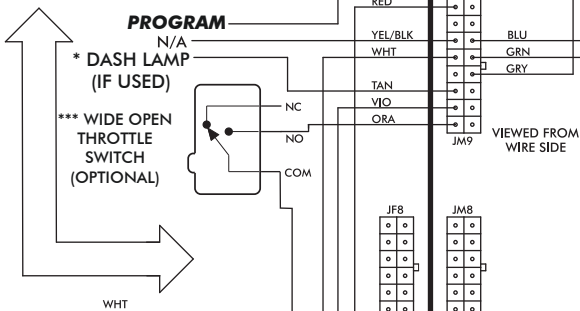 RED
PROGRAM
N/A
YEL/BLK
BLU
* DASH LAMP
(IF USED)
WHT
GRN
GRY
TAN
VIO
ORA
NC
*** WIDE OPEN
THROTTLE
SWITCH
(OPTIONAL)
NO
COM
JM9
VIEWED FROM
WIRE SIDE
JF8
JM8
WHT